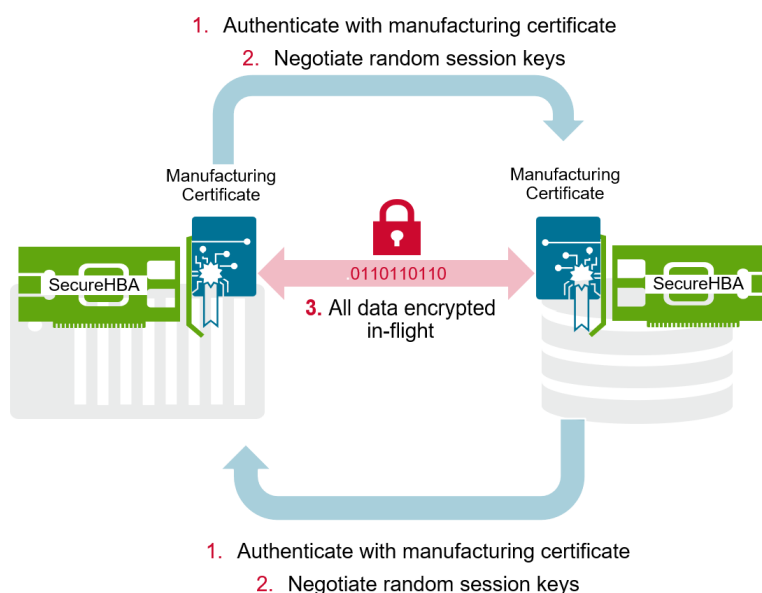 1. Authenticate with manufacturing certificate
2. Negotiate random session keys
Manufacturing
Certificate
Manufacturing
Certificate
SecureHBA
.0110110110
SecureHBA
3. All data encrypted
in-flight
1. Authenticate with manufacturing certificate
2. Negotiate random session keys